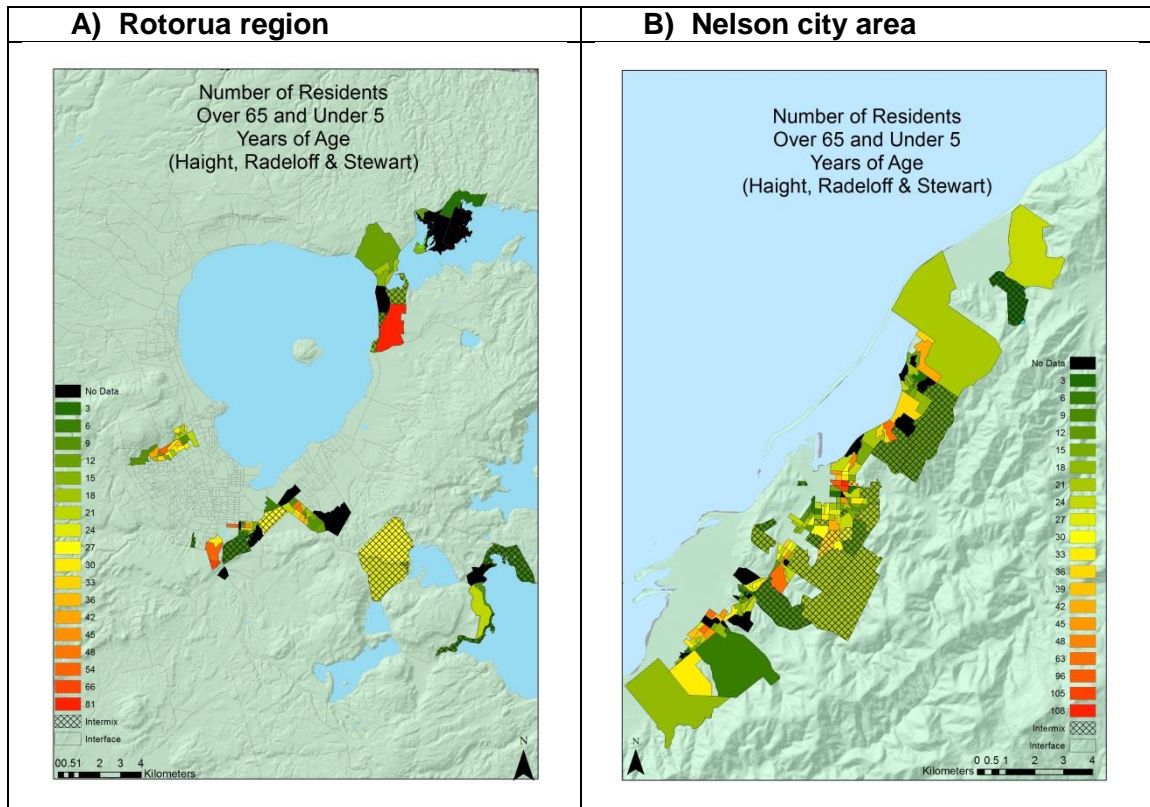 A) Rotorua region
B) Nelson city area
Number of Residents
Over 65 and Under 5
Years of Age
(Haight, Radeloff & Stewart)
No Data
3
6
9
12
15
18
21
24
27
30
33
36
42
45
48
54
66
81
Intermix
Interface
00.51 2 3 4
Kilometers
N
Number of Residents
Over 65 and Under 5
Years of Age
(Haight, Radeloff & Stewart)
No Data
3
6
9
12
15
18
21
24
27
30
33
36
39
42
45
48
63
96
105
108
Intermix
Interface
N
Kilometers 0 0.5 1 2 3 4